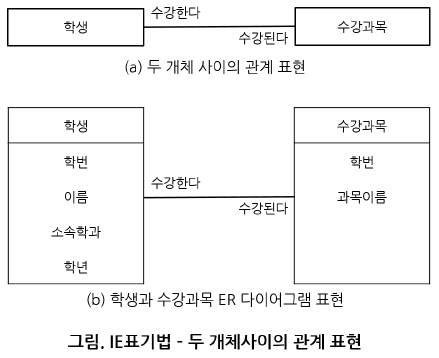 학생
수강한다
수강된다
수강과목
(a) 두 개체 사이의 관계 표현
학생
학번
이름
소속학과
학년
수강한다
수강된다
수강과목
학번
과목이름
(b) 학생과 수강과목 ER 다이어그램 표현
그림. IE표기법 - 두 개체사이의 관계 표현